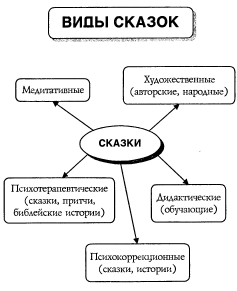 ВИДЫ СКАЗОК
Художественные
(авторские, народные)
Медитативные
СКАЗКИ
Психотерапевтические
(сказки, притчи,
библейские истории)
Дидактические
(обучающие)
Психокоррекционные
(сказки, истории)